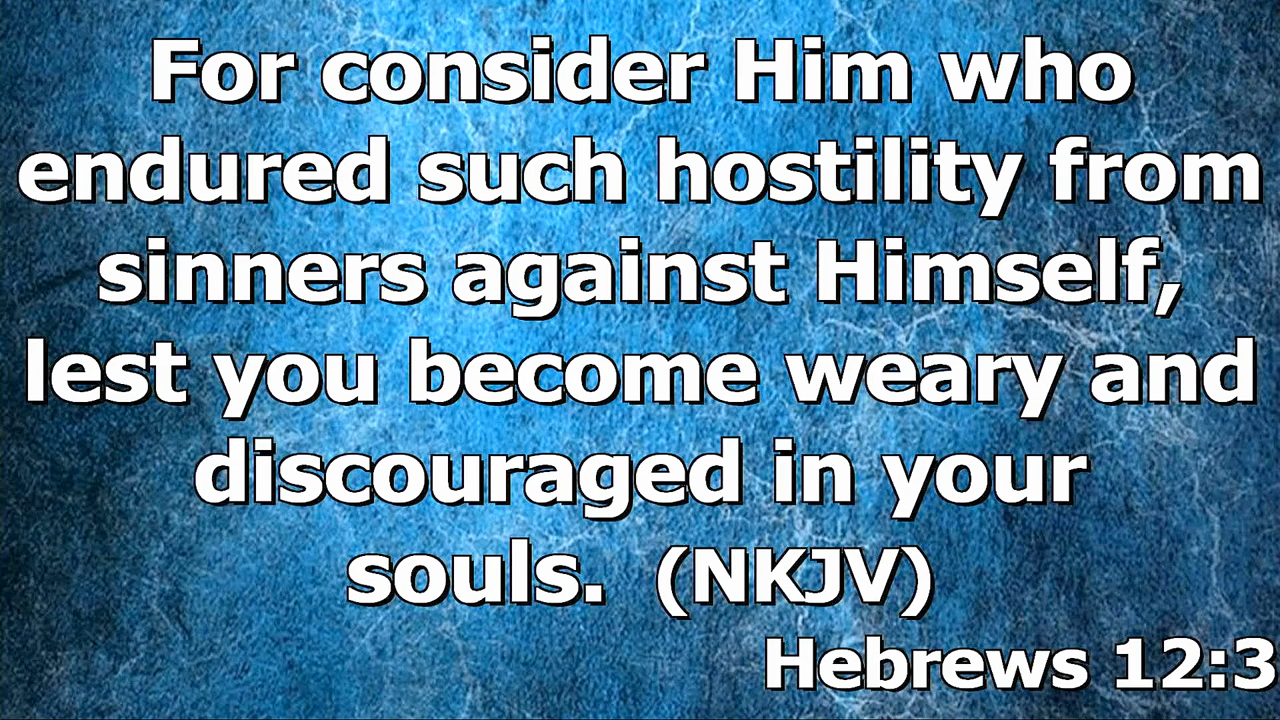 For consider Him who
endured such hostility from
sinners against Himself,
lest you become weary and
discouraged in your
souls. (NKJV)
Hebrews 12:3